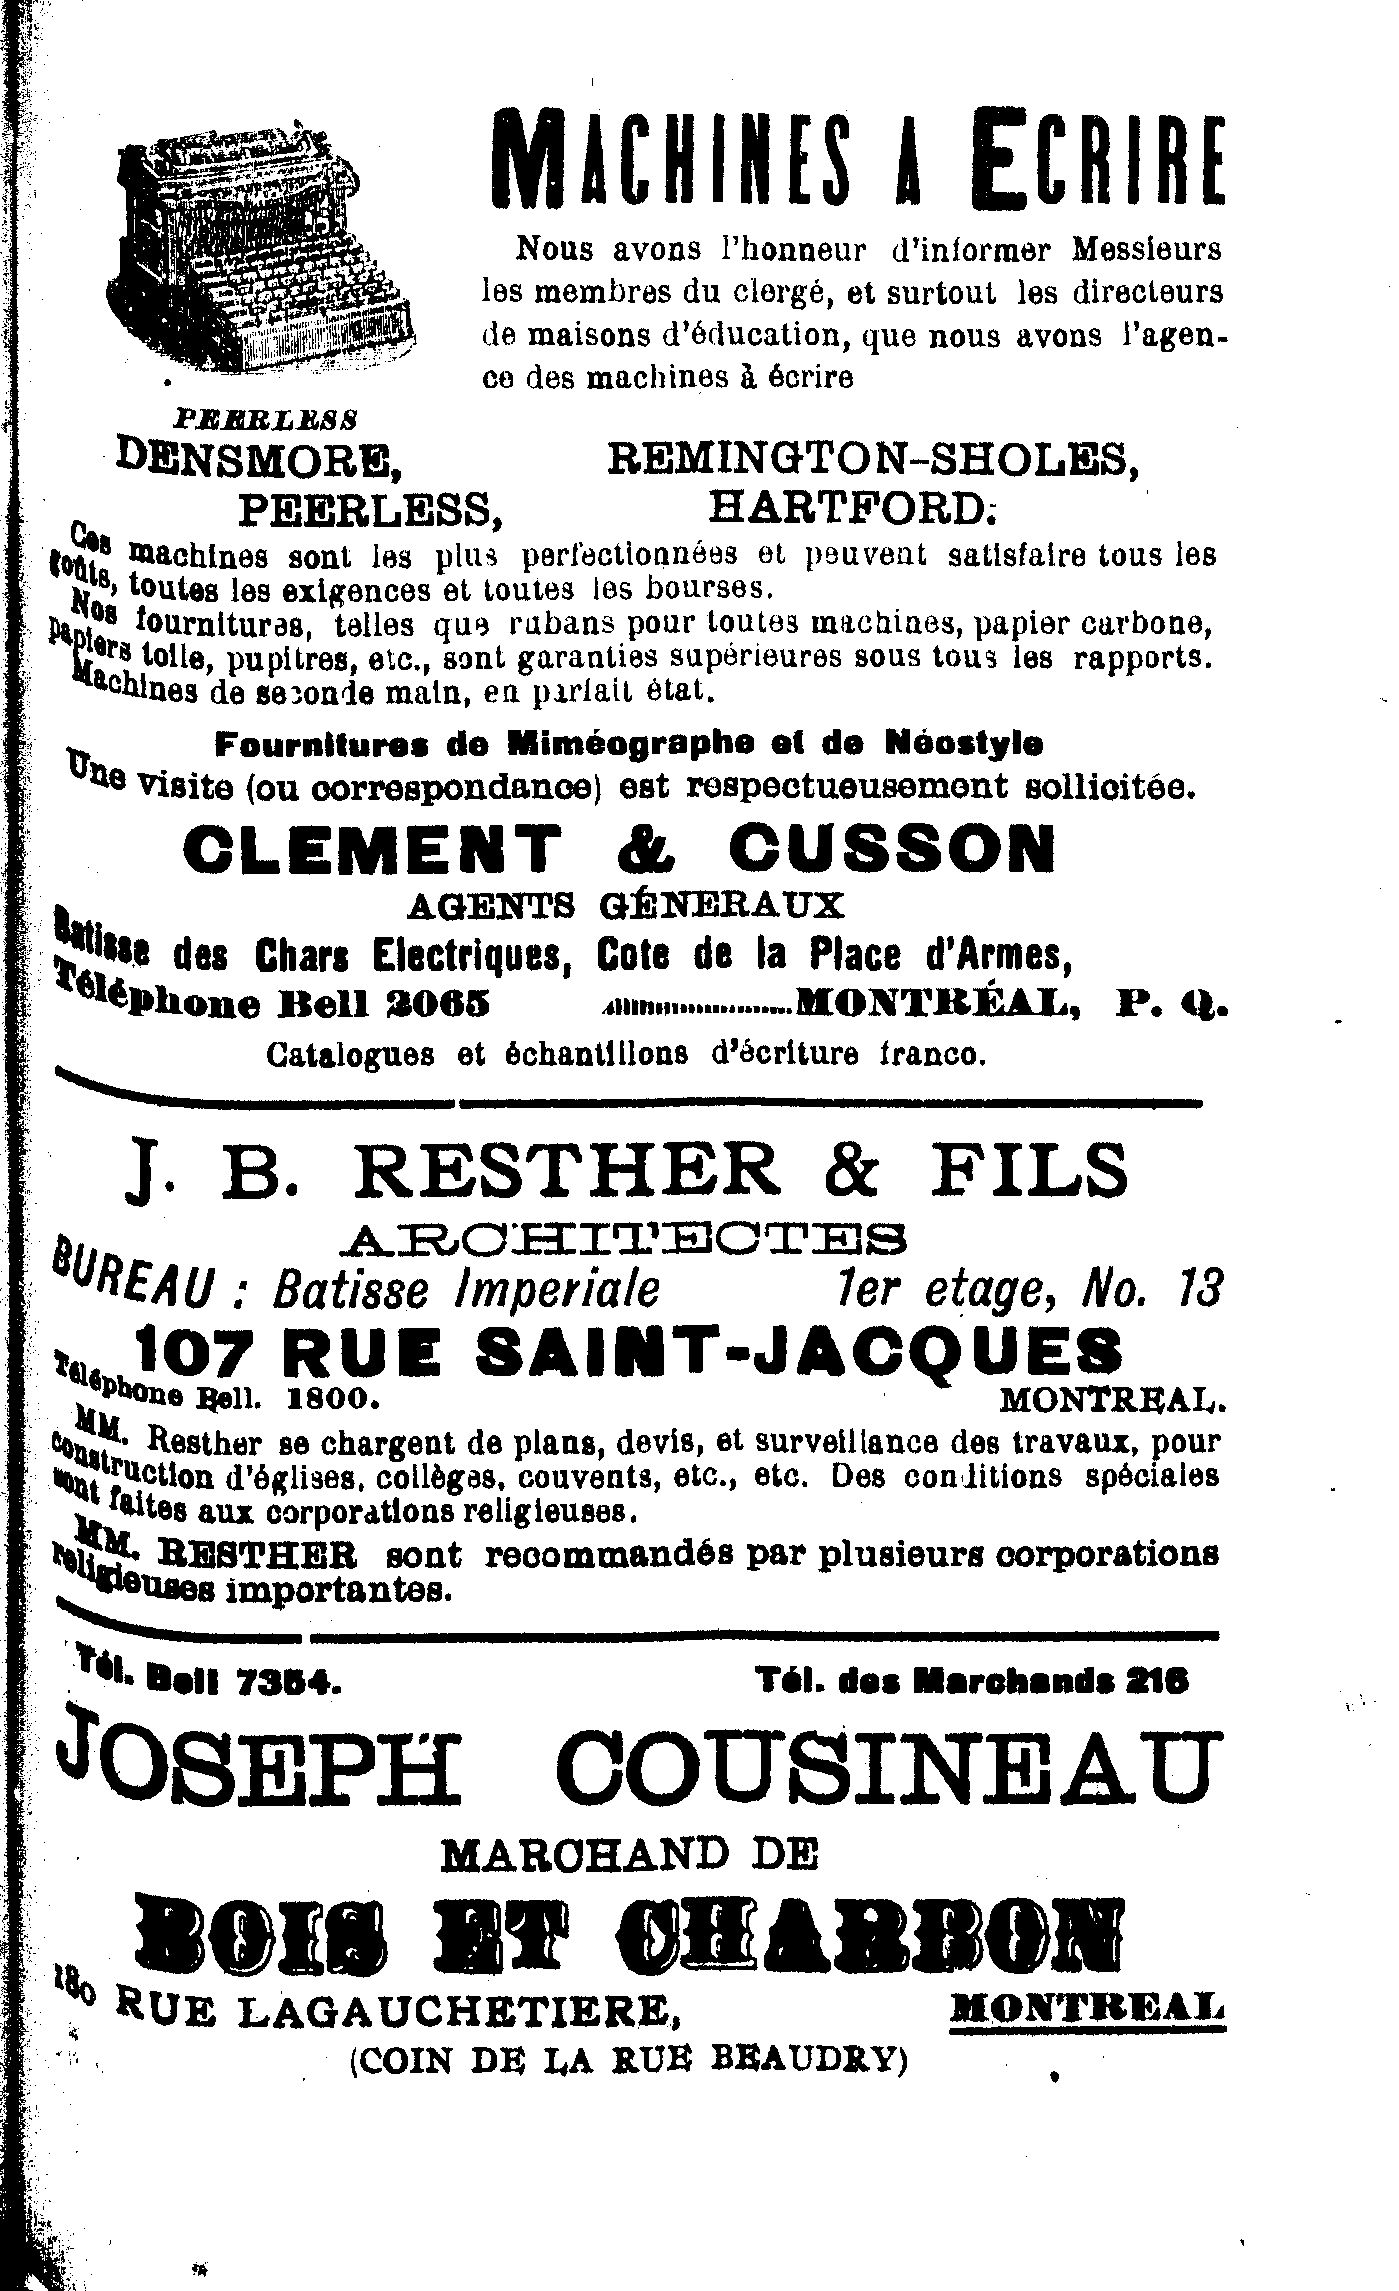 MACHINES A ECRIRE
Nous avons l'honneur d'informer Messieurs
les membres du clergé, et surtout les directeurs
de maisons d'éducation, que nous avons l'agen-
ce des machines à écrire
PEERLESS
DENSMORE, REMINGTON-SHOLES,
PEERLESS, HARTFORD.
Ces machines sont les plus perfectionnées et peuvent satisfaire tous les
goûts, toutes les exigences et toutes les bourses.
Nos fournitures, telles que rubans pour toutes machines, papier carbone,
papiers toile, pupitres, etc., sont garanties supérieures sous tous les rapports.
Machines de seconde main, en parfait état.
Fournitures de Miméographe et de Néostyle
Une visite (ou correspondance) est respectueusement sollicitée.
CLEMENT & CUSSON
AGENTS GÉNERAUX
Batisse des Chars Electriques, Cote de la Place d'Armes,
Téléphone Bell 2065 MONTRÉAL, P. Q.
Catalogues et échantillons d'écriture franco.
J. B. RESTHER & FILS
ARCHITECTES
BUREAU : Batisse Imperiale 1er etage, No. 13
107 RUE SAINT-JACQUES
Téléphone Bell. 1800. MONTREAL.
MM. Resther se chargent de plans, devis, et surveillance des travaux, pour
construction d'églises, collèges, couvents, etc., etc. Des conditions spéciales
sont faites aux corporations religieuses.
MM. RESTHER sont recommandés par plusieurs corporations
religieuses importantes.
Tél. Bell 7354. Tél. des Marchands 216
JOSEPH COUSINEAU
MARCHAND DE
BOIS ET CHARBON
180 RUE LAGAUCHETIERE, MONTREAL
(COIN DE LA RUE BEAUDRY)